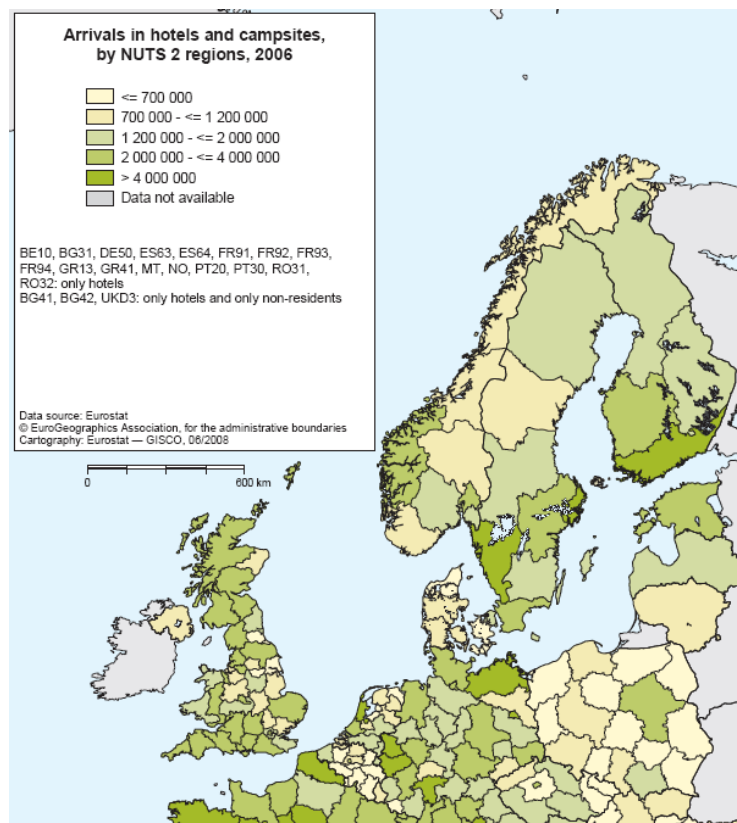 Arrivals in hotels and campsites,
by NUTS 2 regions, 2006
<= 700 000
700 000 - <= 1 200 000
1 200 000 - <= 2 000 000
2 000 000 - <= 4 000 000
> 4 000 000
Data not available
BE10, BG31, DE50, ES63, ES64, FR91, FR92, FR93,
FR94, GR13, GR41, MT, NO, PT20, PT30, RO31,
RO32: only hotels
BG41, BG42, UKD3: only hotels and only non-residents
Data source: Eurostat
© EuroGeographics Association, for the administrative boundaries
Cartography: Eurostat — GISCO, 06/2008
0 600 km